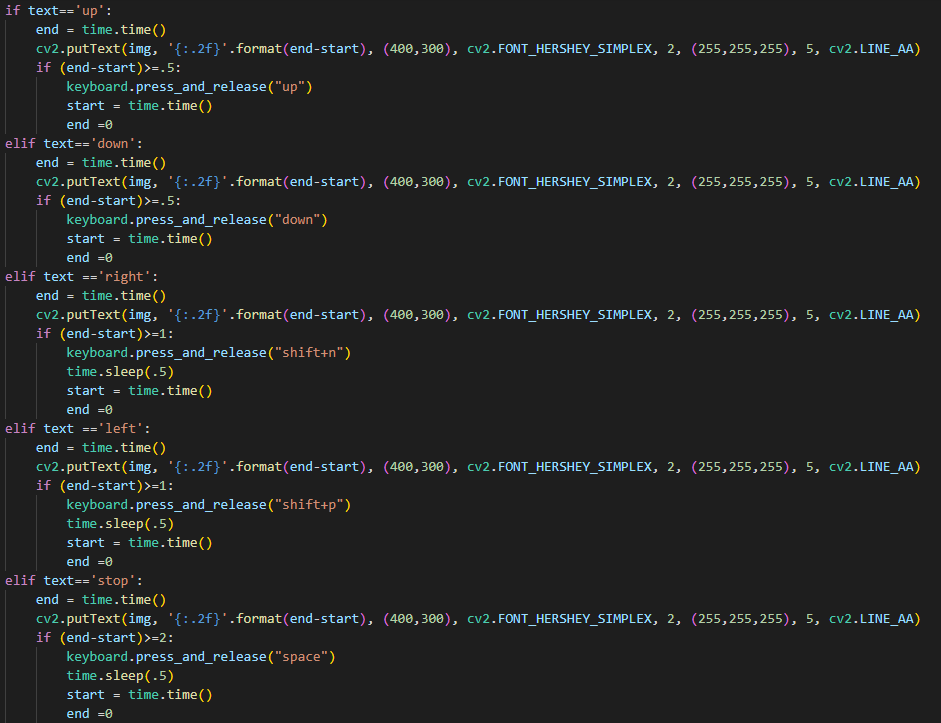 if text=='up':
    end = time.time()
    cv2.putText(img, '{:.2f}'.format(end-start), (400,300), cv2.FONT_HERSHEY_SIMPLEX, 2, (255,255,255), 5, cv2.LINE_AA)
    if (end-start)>=.5:
        keyboard.press_and_release("up")
        start = time.time()
        end =0
elif text=='down':
    end = time.time()
    cv2.putText(img, '{:.2f}'.format(end-start), (400,300), cv2.FONT_HERSHEY_SIMPLEX, 2, (255,255,255), 5, cv2.LINE_AA)
    if (end-start)>=.5:
        keyboard.press_and_release("down")
        start = time.time()
        end =0
elif text =='right':
    end = time.time()
    cv2.putText(img, '{:.2f}'.format(end-start), (400,300), cv2.FONT_HERSHEY_SIMPLEX, 2, (255,255,255), 5, cv2.LINE_AA)
    if (end-start)>=1:
        keyboard.press_and_release("shift+n")
        time.sleep(.5)
        start = time.time()
        end =0
elif text =='left':
    end = time.time()
    cv2.putText(img, '{:.2f}'.format(end-start), (400,300), cv2.FONT_HERSHEY_SIMPLEX, 2, (255,255,255), 5, cv2.LINE_AA)
    if (end-start)>=1:
        keyboard.press_and_release("shift+p")
        time.sleep(.5)
        start = time.time()
        end =0
elif text=='stop':
    end = time.time()
    cv2.putText(img, '{:.2f}'.format(end-start), (400,300), cv2.FONT_HERSHEY_SIMPLEX, 2, (255,255,255), 5, cv2.LINE_AA)
    if (end-start)>=2:
        keyboard.press_and_release("space")
        time.sleep(.5)
        start = time.time()
        end =0